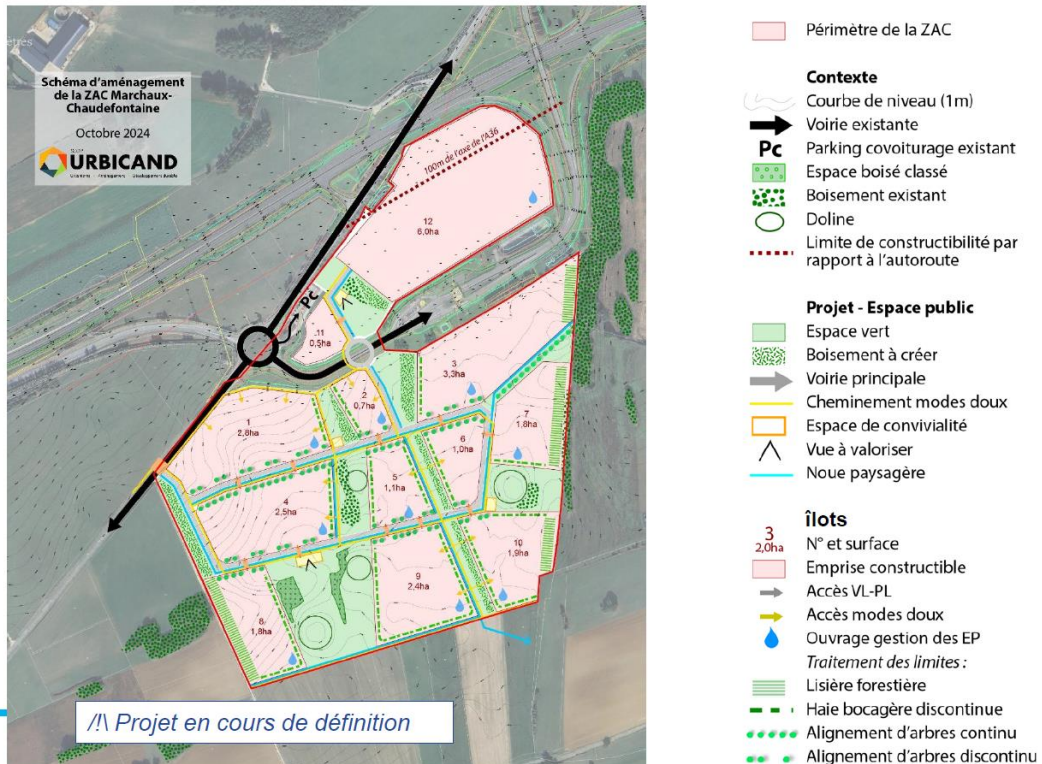 Schéma d'aménagement
de la ZAC Marchaux-
Chaudefontaine
Octobre 2024
URBICAND
100m de l'axe de l'A36
12
6,0ha
Pc
11
0,5ha
3
3,3ha
2
0,7ha
1
2,8ha
7
1,8ha
6
1,0ha
5
1,1ha
4
2,5ha
10
1,9ha
9
2,4ha
8
1,8ha
/!\ Projet en cours de définition
Périmètre de la ZAC
Contexte
Courbe de niveau (1m)
Voirie existante
Pc Parking covoiturage existant
Espace boisé classé
Boisement existant
Doline
Limite de constructibilité par
rapport à l'autoroute
Projet - Espace public
Espace vert
Boisement à créer
Voirie principale
Cheminement modes doux
Espace de convivialité
Vue à valoriser
Noue paysagère
îlots
3
2,0ha
N° et surface
Emprise constructible
Accès VL-PL
Accès modes doux
Ouvrage gestion des EP
Traitement des limites :
Lisière forestière
Haie bocagère discontinue
Alignement d'arbres continu
Alignement d'arbres discontinu